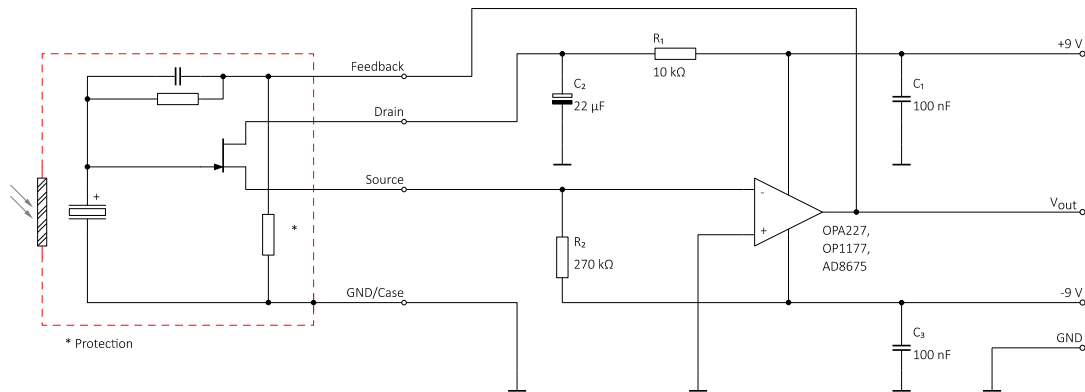 +9 V
R₁
10 kΩ
Feedback
C₂
22 µF
C₁
100 nF
Drain
Source
+
*
-
+
Vout
OPA227,
OP1177,
AD8675
R₂
270 kΩ
GND/Case
-9 V
* Protection
C₃
100 nF
GND